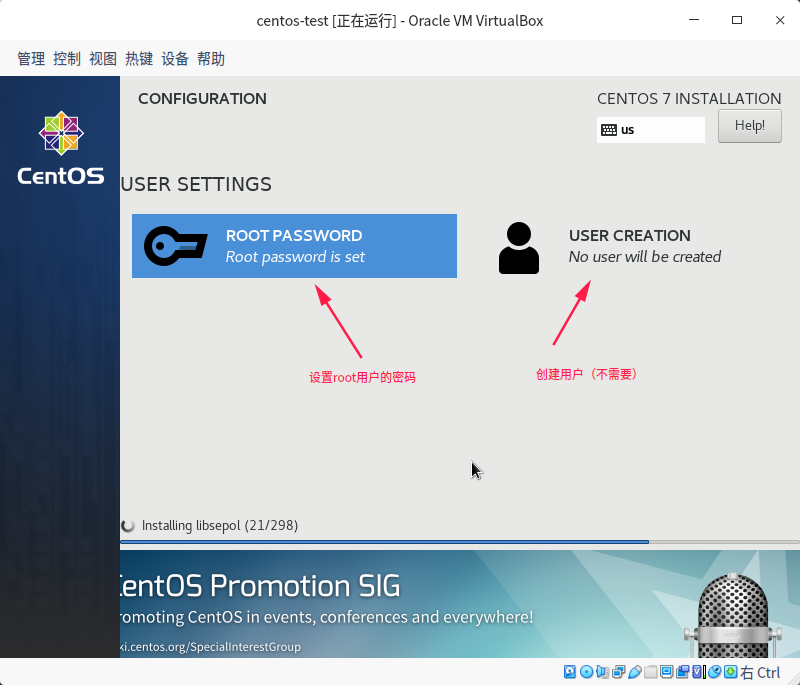 centos-test [正在运行] - Oracle VM VirtualBox
管理 控制 视图 热键 设备 帮助
CentOS
CONFIGURATION
CENTOS 7 INSTALLATION
us
Help!
USER SETTINGS
ROOT PASSWORD
Root password is set
USER CREATION
No user will be created
设置root用户的密码
创建用户（不需要）
Installing libsepol (21/298)
CentOS Promotion SIG
romoting CentOS in events, conferences and everywhere!
ki.centos.org/SpecialInterestGroup
右 Ctrl